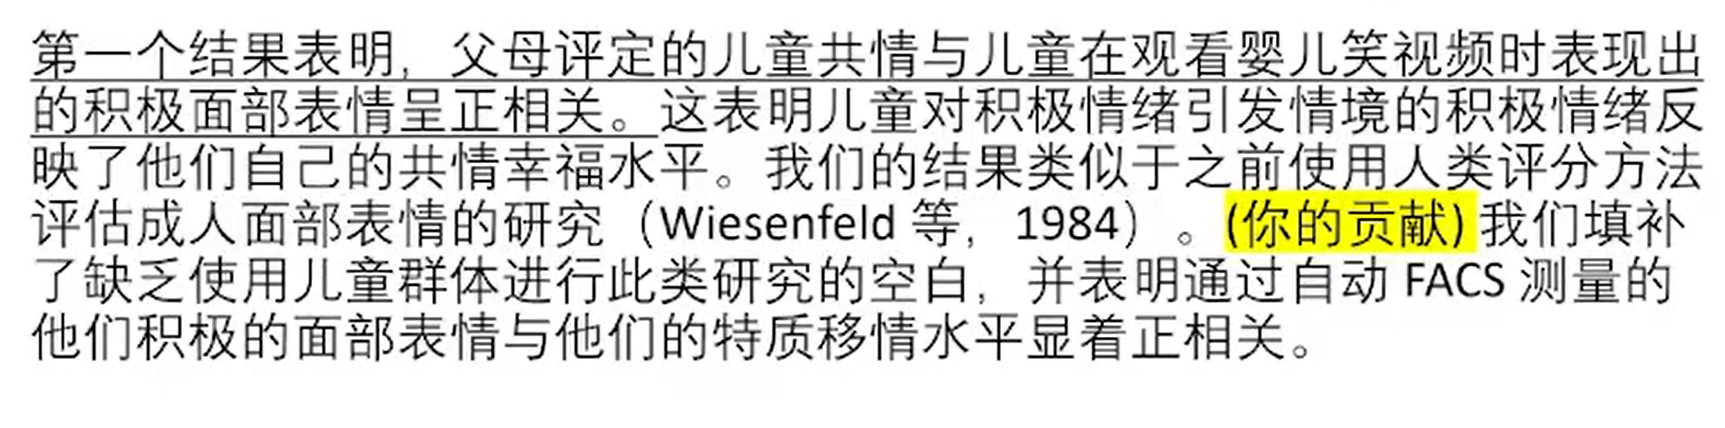 第一个结果表明，父母评定的儿童共情与儿童在观看婴儿笑视频时表现出
的积极面部表情呈正相关。这表明儿童对积极情绪引发情境的积极情绪反
映了他们自己的共情幸福水平。我们的结果类似于之前使用人类评分方法
评估成人面部表情的研究（Wiesenfeld 等，1984）。(你的贡献) 我们填补
了缺乏使用儿童群体进行此类研究的空白，并表明通过自动 FACS 测量的
他们积极的面部表情与他们的特质移情水平显着正相关。